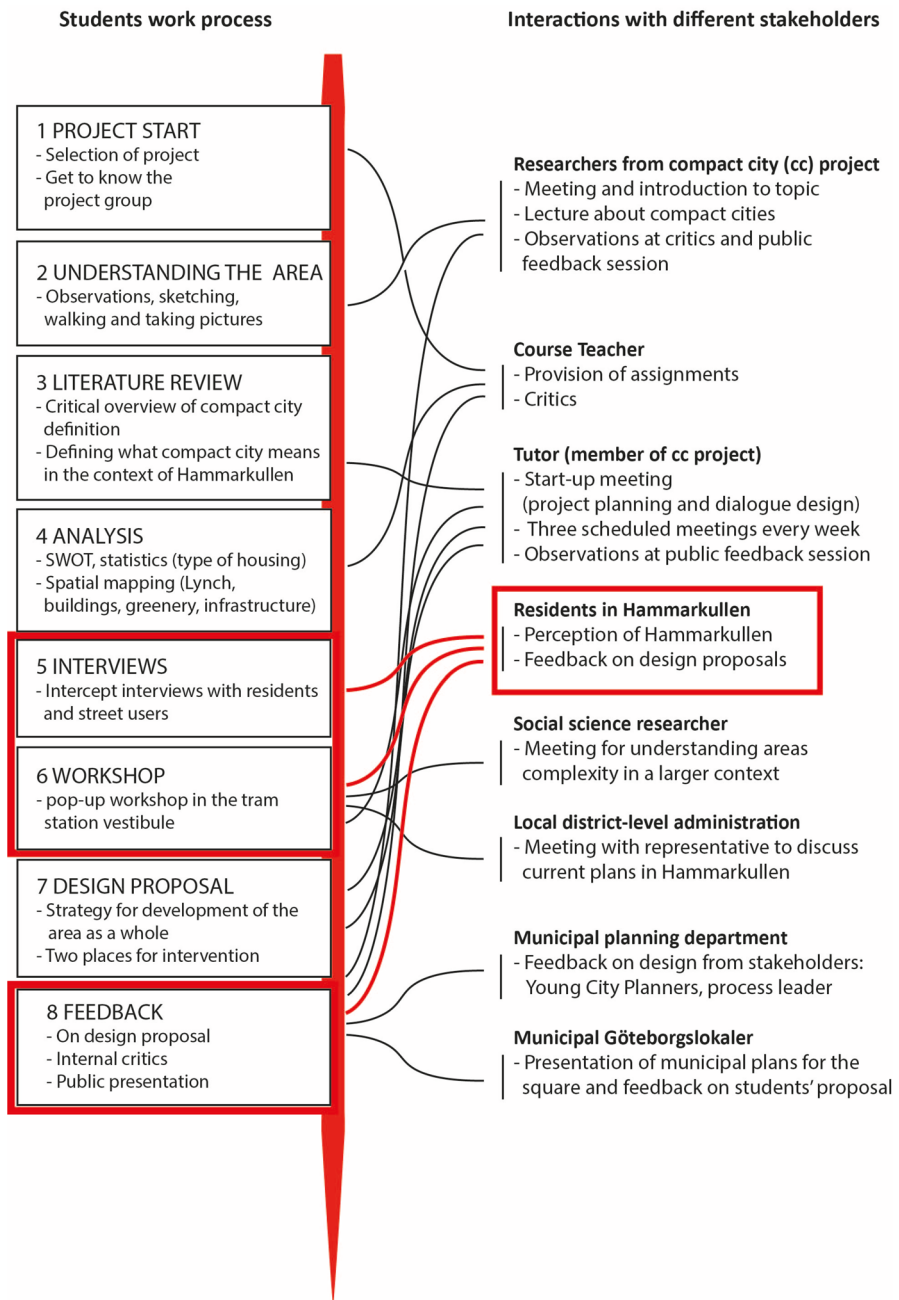 Students work process
Interactions with different stakeholders
1 PROJECT START
- Selection of project
- Get to know the
project group
2 UNDERSTANDING THE AREA
- Observations, sketching,
walking and taking pictures
3 LITERATURE REVIEW
- Critical overview of compact city
definition
- Defining what compact city means
in the context of Hammarkullen
4 ANALYSIS
- SWOT, statistics (type of housing)
- Spatial mapping (Lynch,
buildings, greenery, infrastructure)
5 INTERVIEWS
- Intercept interviews with residents
and street users
6 WORKSHOP
- pop-up workshop in the tram
station vestibule
7 DESIGN PROPOSAL
- Strategy for development of the
area as a whole
- Two places for intervention
8 FEEDBACK
- On design proposal
- Internal critics
- Public presentation
Researchers from compact city (cc) project
- Meeting and introduction to topic
- Lecture about compact cities
- Observations at critics and public
feedback session
Course Teacher
- Provision of assignments
- Critics
Tutor (member of cc project)
- Start-up meeting
(project planning and dialogue design)
- Three scheduled meetings every week
- Observations at public feedback session
Residents in Hammarkullen
- Perception of Hammarkullen
- Feedback on design proposals
Social science researcher
- Meeting for understanding areas
complexity in a larger context
Local district-level administration
- Meeting with representative to discuss
current plans in Hammarkullen
Municipal planning department
- Feedback on design from stakeholders:
Young City Planners, process leader
Municipal Göteborgslokaler
- Presentation of municipal plans for the
square and feedback on students' proposal